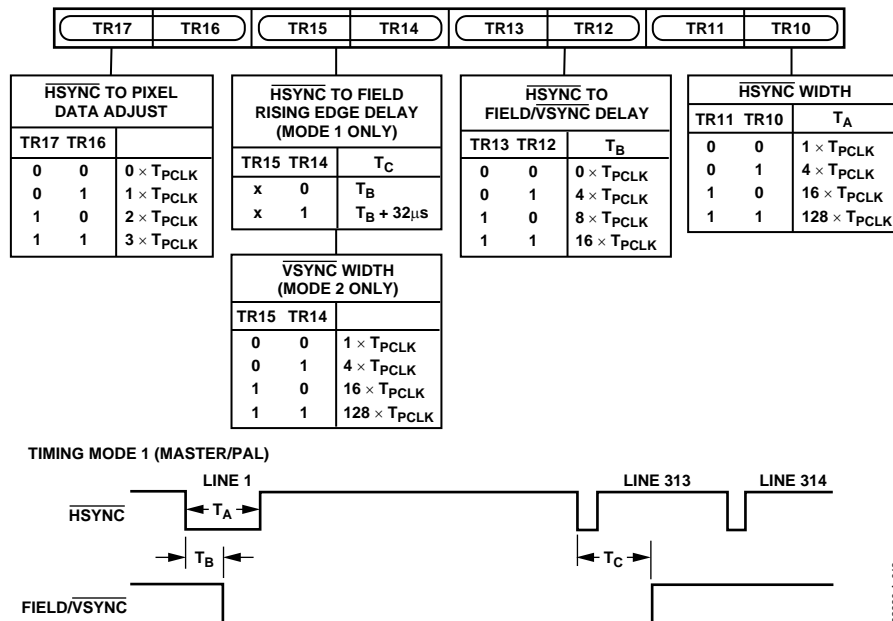 TR17 TR16 TR15 TR14 TR13 TR12 TR11 TR10
HSYNC TO PIXEL
DATA ADJUST
TR17 TR16
0 0 0 × TPCLK
0 1 1 × TPCLK
1 0 2 × TPCLK
1 1 3 × TPCLK
HSYNC TO FIELD
RISING EDGE DELAY
(MODE 1 ONLY)
TR15 TR14 TC
x 0 TB
x 1 TB + 32µs
VSYNC WIDTH
(MODE 2 ONLY)
TR15 TR14
0 0 1 × TPCLK
0 1 4 × TPCLK
1 0 16 × TPCLK
1 1 128 × TPCLK
HSYNC TO
FIELD/VSYNC DELAY
TR13 TR12 TB
0 0 0 × TPCLK
0 1 4 × TPCLK
1 0 8 × TPCLK
1 1 16 × TPCLK
HSYNC WIDTH
TR11 TR10 TA
0 0 1 × TPCLK
0 1 4 × TPCLK
1 0 16 × TPCLK
1 1 128 × TPCLK
TIMING MODE 1 (MASTER/PAL)
LINE 1 LINE 313 LINE 314
HSYNC
TA
TB
TC
FIELD/VSYNC